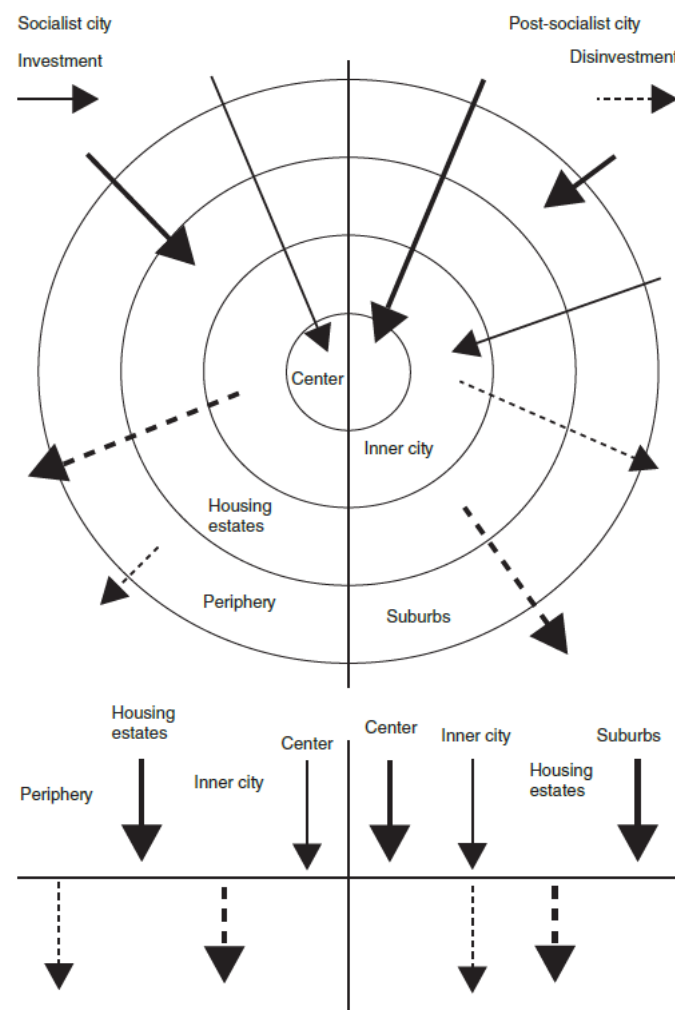 Socialist city
Post-socialist city
Investment
Disinvestment
Center
Inner city
Housing
estates
Periphery
Suburbs
Housing
estates
Center
Center
Inner city
Suburbs
Periphery
Inner city
Housing
estates